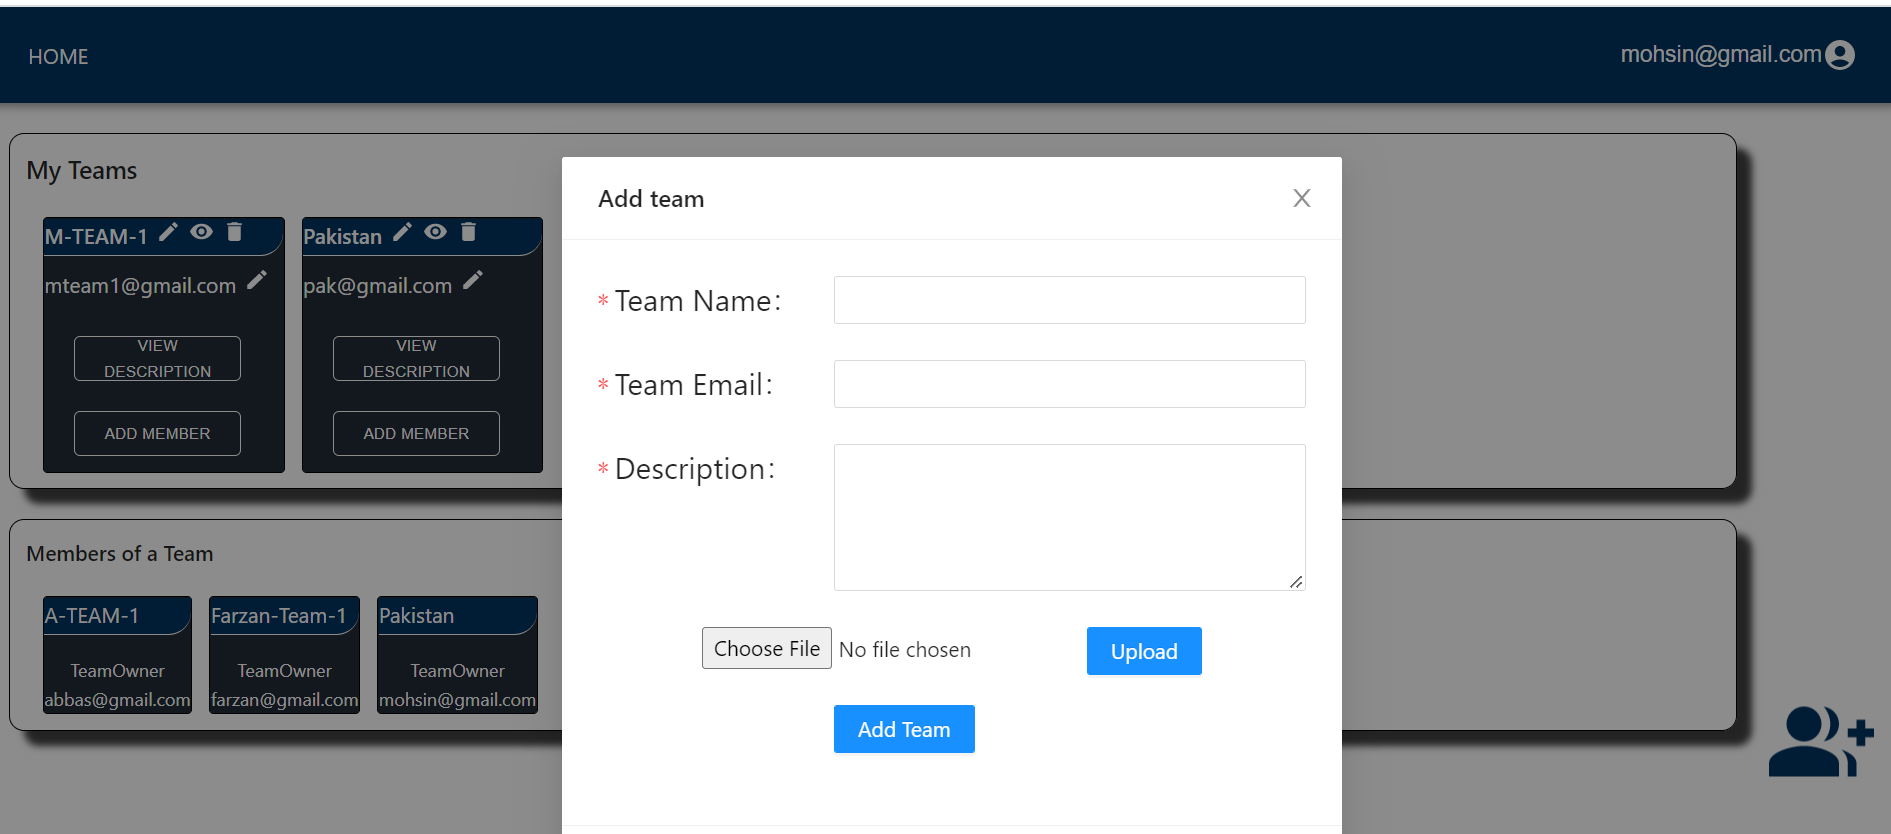 HOME
mohsin@gmail.com
My Teams
M-TEAM-1
mteam1@gmail.com
VIEW
DESCRIPTION
ADD MEMBER
Pakistan
pak@gmail.com
VIEW
DESCRIPTION
ADD MEMBER
Members of a Team
A-TEAM-1
TeamOwner
abbas@gmail.com
Farzan-Team-1
TeamOwner
farzan@gmail.com
Pakistan
TeamOwner
mohsin@gmail.com
Add team
* Team Name:
* Team Email:
* Description:
Choose File No file chosen
Upload
Add Team